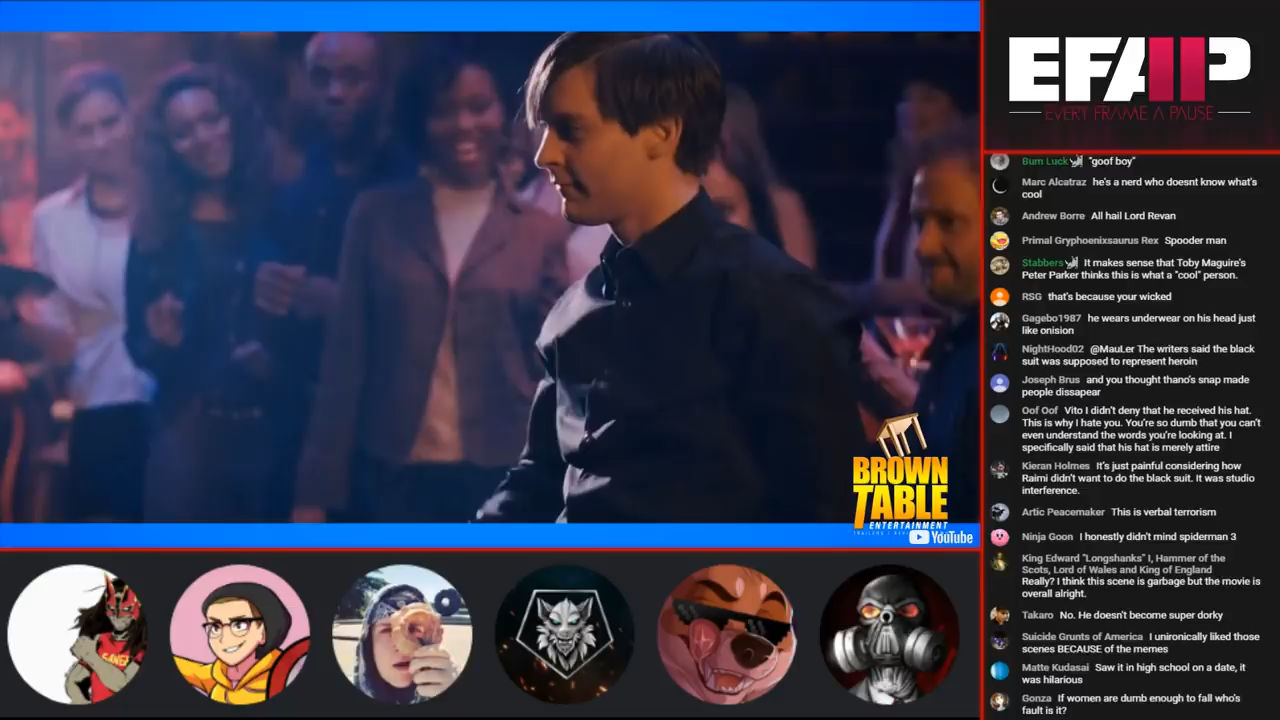 EFAP
EVERY FRAME A PAUSE
Bum Luck "goof boy"
Marc Alcatraz he's a nerd who doesnt know what's
cool
Andrew Borre All hail Lord Revan
Primal Gryphoenixsaurus Rex Spooder man
Stabbers It makes sense that Toby Maguire's
Peter Parker thinks this is what a "cool" person.
RSG that's because your wicked
Gagebo1987 he wears underwear on his head just
like onision
NightHood02 @MauLer The writers said the black
suit was supposed to represent heroin
Joseph Brus and you thought thano's snap made
people dissapear
Oof Oof Vito I didn't deny that he received his hat.
This is why I hate you. You're so dumb that you can't
even understand the words you're looking at. I
specifically said that his hat is merely attire
Kieran Holmes It's just painful considering how
Raimi didn't want to do the black suit. It was studio
interference.
Artic Peacemaker This is verbal terrorism
Ninja Goon I honestly didn't mind spiderman 3
King Edward "Longshanks" I, Hammer of the
Scots, Lord of Wales and King of England
Really? I think this scene is garbage but the movie is
overall alright.
Takaro No. He doesn't become super dorky
Suicide Grunts of America I unironically liked those
scenes BECAUSE of the memes
Matte Kudasai Saw it in high school on a date, it
was hilarious
Gonza If women are dumb enough to fall who's
fault is it?
BROWN
TABLE
ENTERTAINMENT
YouTube